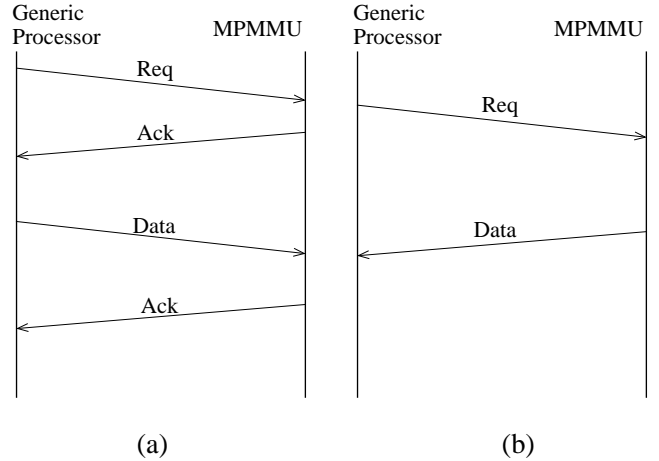 Generic
Processor
MPMMU
Req
Ack
Data
Ack
(a)
Generic
Processor
MPMMU
Req
Data
(b)